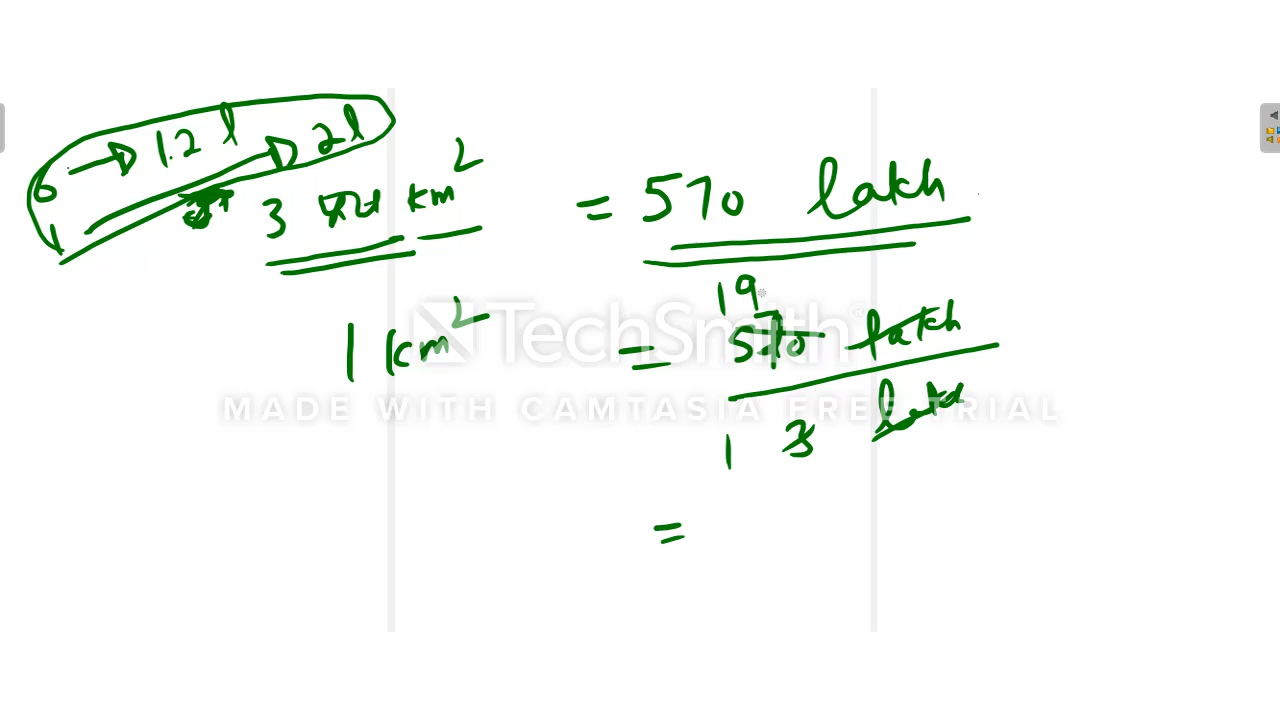 1.2 l 2l
3 km² = 570 lakh
19
1 km² = 570 lakh
1 3
=
TechSmith
MADE WITH CAMTASIA FREE TRIAL